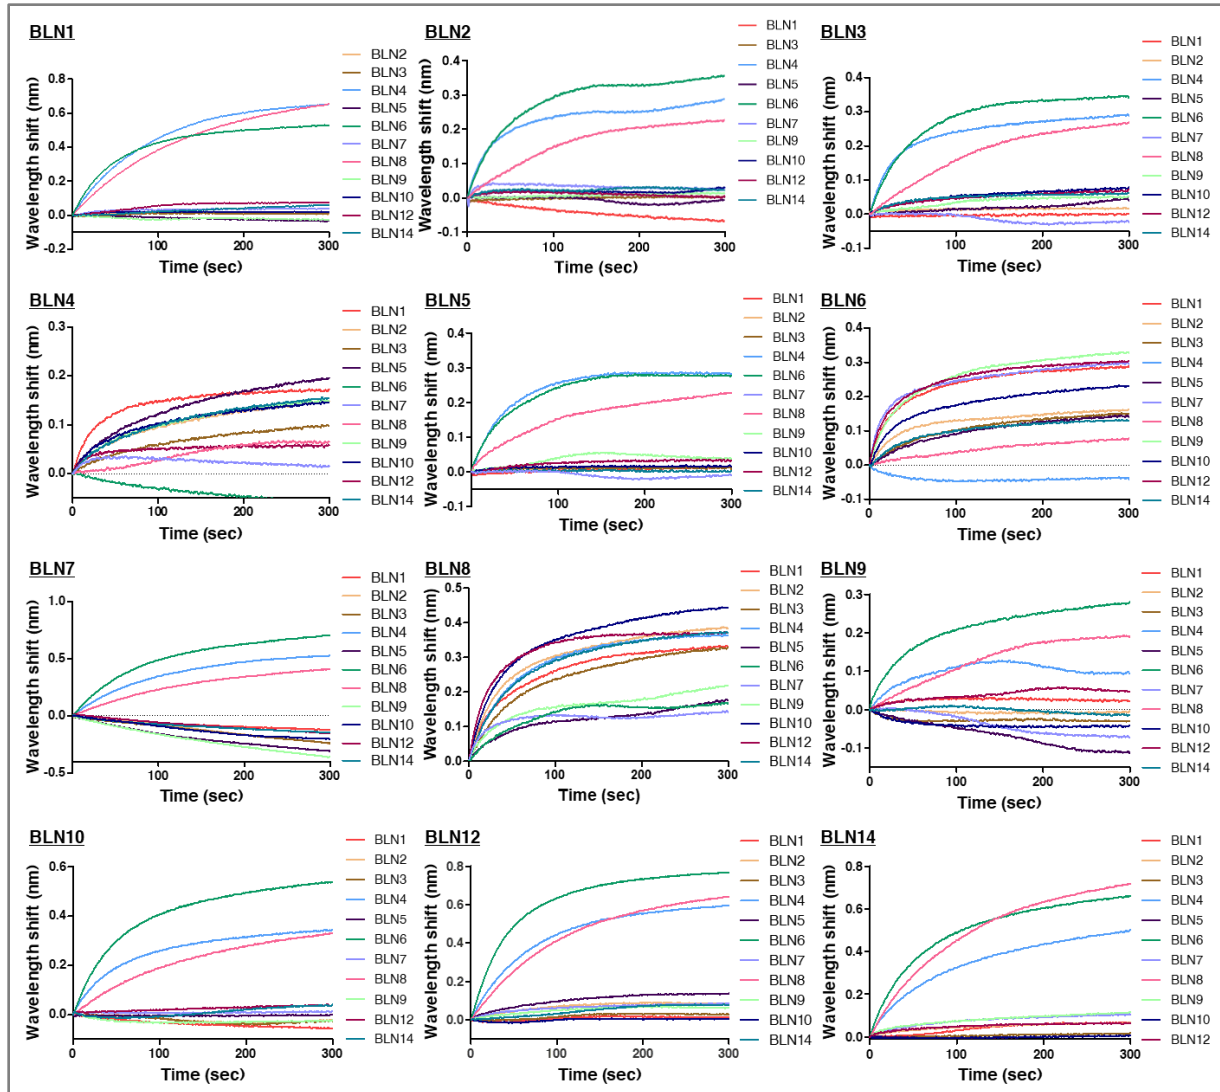 BLN1
Wavelength shift (nm)
0.8
0.6
0.4
0.2
0.0
-0.2
100
200
300
Time (sec)
BLN2
BLN3
BLN4
BLN5
BLN6
BLN7
BLN8
BLN9
BLN10
BLN12
BLN14
BLN2
Wavelength shift (nm)
0.4
0.3
0.2
0.1
0.0
-0.1
100
200
300
Time (sec)
BLN1
BLN3
BLN4
BLN5
BLN6
BLN7
BLN9
BLN10
BLN12
BLN14
BLN3
Wavelength shift (nm)
0.4
0.3
0.2
0.1
0.0
-0.1
100
200
300
Time (sec)
BLN1
BLN2
BLN4
BLN5
BLN6
BLN7
BLN8
BLN9
BLN10
BLN12
BLN14
BLN4
Wavelength shift (nm)
0.3
0.2
0.1
0.0
0
100
200
300
Time (sec)
BLN1
BLN2
BLN3
BLN5
BLN6
BLN7
BLN8
BLN9
BLN10
BLN12
BLN14
BLN5
Wavelength shift (nm)
0.4
0.3
0.2
0.1
0.0
-0.1
100
200
300
Time (sec)
BLN1
BLN2
BLN3
BLN4
BLN6
BLN7
BLN8
BLN9
BLN10
BLN12
BLN14
BLN6
Wavelength shift (nm)
0.4
0.3
0.2
0.1
0.0
-0.1
100
200
300
Time (sec)
BLN1
BLN2
BLN3
BLN4
BLN5
BLN7
BLN8
BLN9
BLN10
BLN12
BLN14
BLN7
Wavelength shift (nm)
1.0
0.5
0.0
-0.5
100
200
300
Time (sec)
BLN1
BLN2
BLN3
BLN4
BLN5
BLN6
BLN8
BLN9
BLN10
BLN12
BLN14
BLN8
Wavelength shift (nm)
0.5
0.4
0.3
0.2
0.1
0.0
0
100
200
300
Time (sec)
BLN1
BLN2
BLN3
BLN4
BLN5
BLN6
BLN7
BLN9
BLN10
BLN12
BLN14
BLN9
Wavelength shift (nm)
0.3
0.2
0.1
0.0
-0.1
0
100
200
300
Time (sec)
BLN1
BLN2
BLN3
BLN4
BLN5
BLN6
BLN7
BLN8
BLN10
BLN12
BLN14
BLN10
Wavelength shift (nm)
0.6
0.4
0.2
0.0
0
100
200
300
Time (sec)
BLN1
BLN2
BLN3
BLN4
BLN5
BLN6
BLN7
BLN8
BLN9
BLN12
BLN14
BLN12
Wavelength shift (nm)
0.8
0.6
0.4
0.2
0.0
0
100
200
300
Time (sec)
BLN1
BLN2
BLN3
BLN4
BLN5
BLN6
BLN7
BLN8
BLN9
BLN10
BLN14
BLN14
Wavelength shift (nm)
0.8
0.6
0.4
0.2
0.0
0
100
200
300
Time (sec)
BLN1
BLN2
BLN3
BLN4
BLN5
BLN6
BLN7
BLN8
BLN9
BLN10
BLN12